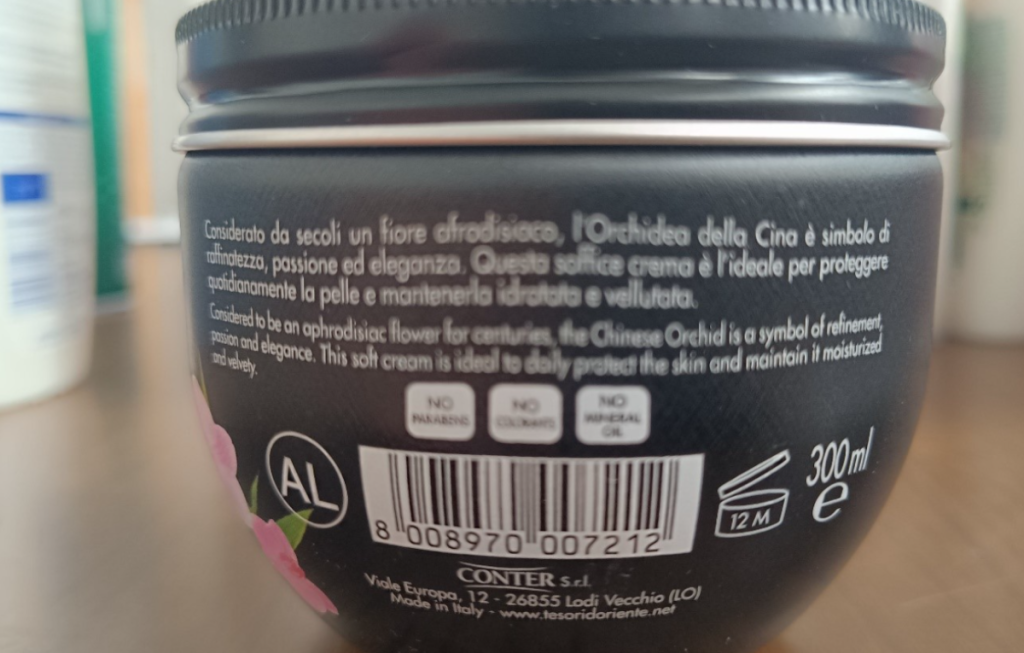 Considerato da secoli un fiore afrodisiaco, l'Orchidea della Cina è simbolo di
raffinatezza, passione ed eleganza. Questa soffice crema è l'ideale per proteggere
quotidianamente la pelle e mantenerla idratata e vellutata.
Considered to be an aphrodisiac flower for centuries, the Chinese Orchid is a symbol of refinement,
passion and elegance. This soft cream is ideal to daily protect the skin and maintain it moisturized
and velvety.
NO
PARABENS
NO
COLORANTS
NO
MINERAL
OIL
AL
8 008970 007212
12 M
300 ml
e
CONTER S.r.l.
Viale Europa, 12 - 26855 Lodi Vecchio (LO)
Made in Italy - www.tesoridoriente.net